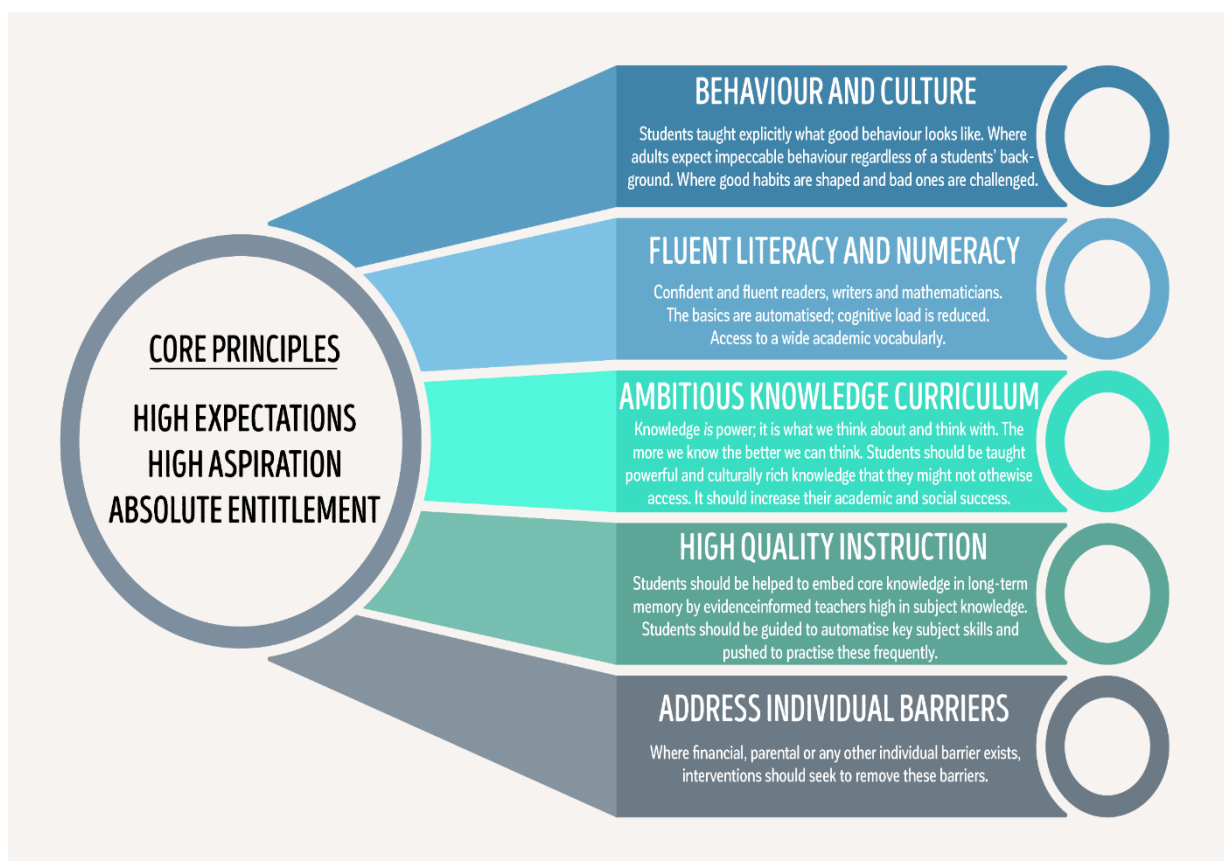 CORE PRINCIPLES
HIGH EXPECTATIONS
HIGH ASPIRATION
ABSOLUTE ENTITLEMENT
BEHAVIOUR AND CULTURE
Students taught explicitly what good behaviour looks like. Where
adults expect impeccable behaviour regardless of a students' back-
ground. Where good habits are shaped and bad ones are challenged.
FLUENT LITERACY AND NUMERACY
Confident and fluent readers, writers and mathematicians.
The basics are automatised; cognitive load is reduced.
Access to a wide academic vocabularly.
AMBITIOUS KNOWLEDGE CURRICULUM
Knowledge is power; it is what we think about and think with. The
more we know the better we can think. Students should be taught
powerful and culturally rich knowledge that they might not othewise
access. It should increase their academic and social success.
HIGH QUALITY INSTRUCTION
Students should be helped to embed core knowledge in long-term
memory by evidenceinformed teachers high in subject knowledge.
Students should be guided to automatise key subject skills and
pushed to practise these frequently.
ADDRESS INDIVIDUAL BARRIERS
Where financial, parental or any other individual barrier exists,
interventions should seek to remove these barriers.